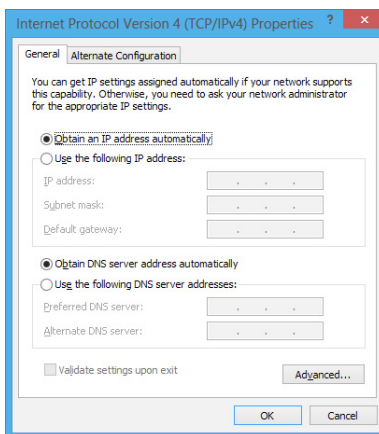 Internet Protocol Version 4 (TCP/IPv4) Properties ? ×
General Alternate Configuration
You can get IP settings assigned automatically if your network supports
this capability. Otherwise, you need to ask your network administrator
for the appropriate IP settings.
Obtain an IP address automatically
Use the following IP address:
IP address: . . .
Subnet mask: . . .
Default gateway: . . .
Obtain DNS server address automatically
Use the following DNS server addresses:
Preferred DNS server: . . .
Alternate DNS server: . . .
Validate settings upon exit
Advanced...
OK Cancel